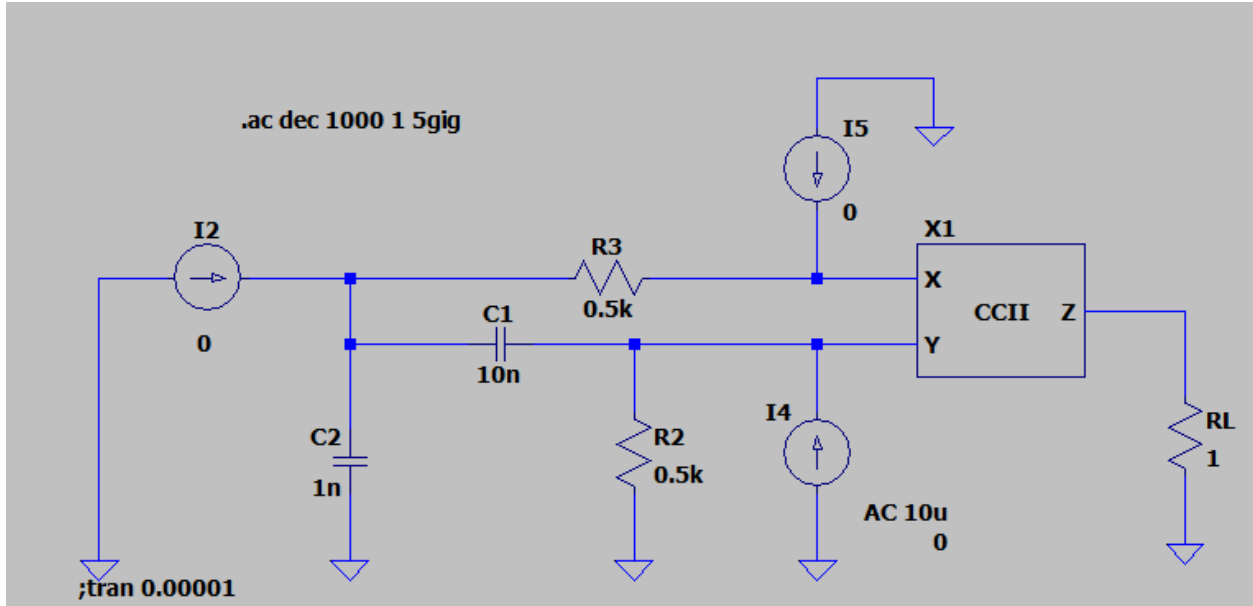 .ac dec 1000 1 5gig
I5
0
I2
0
R3
0.5k
X1
X
CCII
Z
Y
C1
10n
C2
1n
R2
0.5k
I4
AC 10u
0
RL
1
;tran 0.00001